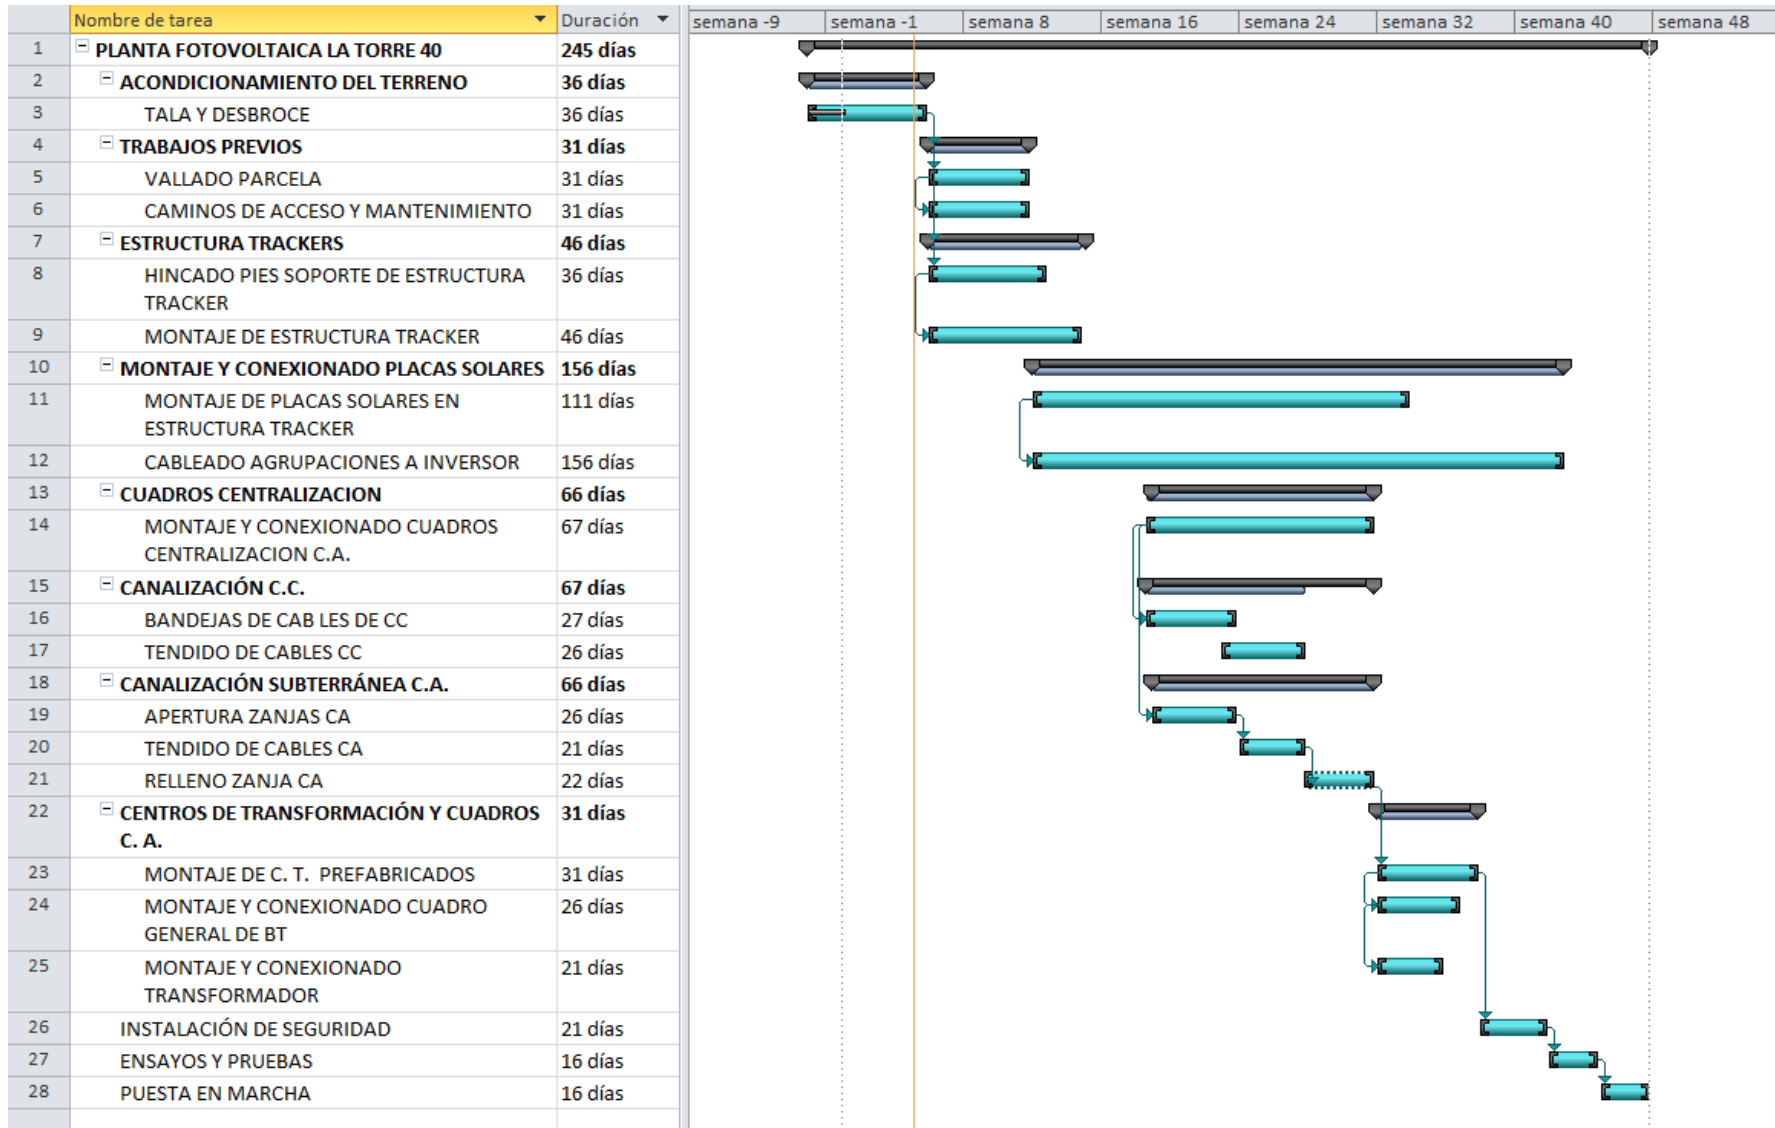 Nombre de tarea Duración semana -9 semana -1 semana 8 semana 16 semana 24 semana 32 semana 40 semana 48
1 PLANTA FOTOVOLTAICA LA TORRE 40 245 días
2 ACONDICIONAMIENTO DEL TERRENO 36 días
3 TALA Y DESBROCE 36 días
4 TRABAJOS PREVIOS 31 días
5 VALLADO PARCELA 31 días
6 CAMINOS DE ACCESO Y MANTENIMIENTO 31 días
7 ESTRUCTURA TRACKERS 46 días
8 HINCADO PIES SOPORTE DE ESTRUCTURA 36 días
TRACKER
9 MONTAJE DE ESTRUCTURA TRACKER 46 días
10 MONTAJE Y CONEXIONADO PLACAS SOLARES 156 días
11 MONTAJE DE PLACAS SOLARES EN 111 días
ESTRUCTURA TRACKER
12 CABLEADO AGRUPACIONES A INVERSOR 156 días
13 CUADROS CENTRALIZACION 66 días
14 MONTAJE Y CONEXIONADO CUADROS 67 días
CENTRALIZACION C.A.
15 CANALIZACIÓN C.C. 67 días
16 BANDEJAS DE CAB LES DE CC 27 días
17 TENDIDO DE CABLES CC 26 días
18 CANALIZACIÓN SUBTERRÁNEA C.A. 66 días
19 APERTURA ZANJAS CA 26 días
20 TENDIDO DE CABLES CA 21 días
21 RELLENO ZANJA CA 22 días
22 CENTROS DE TRANSFORMACIÓN Y CUADROS 31 días
C. A.
23 MONTAJE DE C. T. PREFABRICADOS 31 días
24 MONTAJE Y CONEXIONADO CUADRO 26 días
GENERAL DE BT
25 MONTAJE Y CONEXIONADO 21 días
TRANSFORMADOR
26 INSTALACIÓN DE SEGURIDAD 21 días
27 ENSAYOS Y PRUEBAS 16 días
28 PUESTA EN MARCHA 16 días